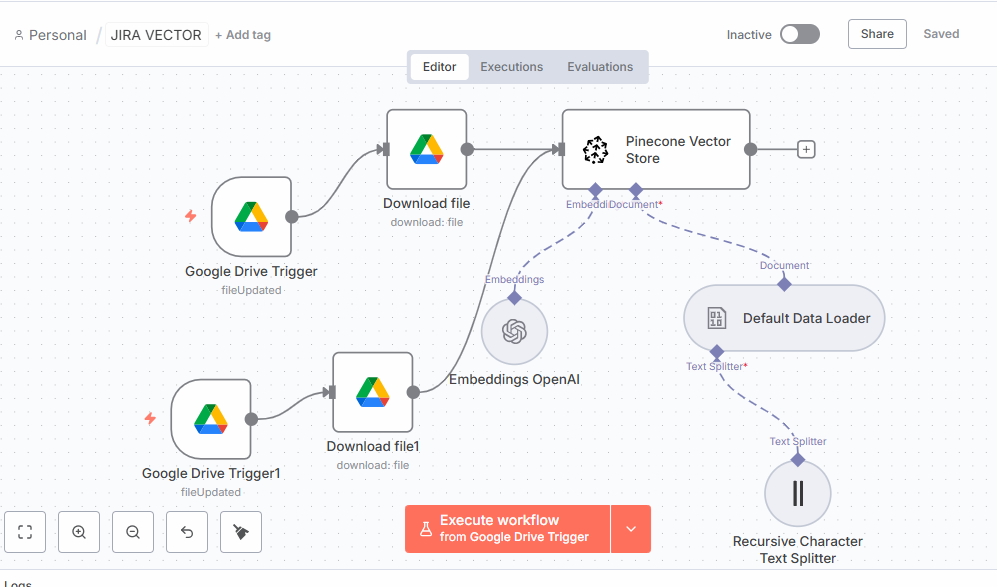 Personal / JIRA VECTOR + Add tag
Inactive Share Saved
Editor Executions Evaluations
Download file
download: file
Pinecone Vector
Store
Embeddi Document*
Google Drive Trigger
fileUpdated
Embeddings
Document
Default Data Loader
Embeddings OpenAI
Text Splitter*
Download file1
download: file
Google Drive Trigger1
fileUpdated
Text Splitter
Execute workflow
from Google Drive Trigger
Recursive Character
Text Splitter
Logs